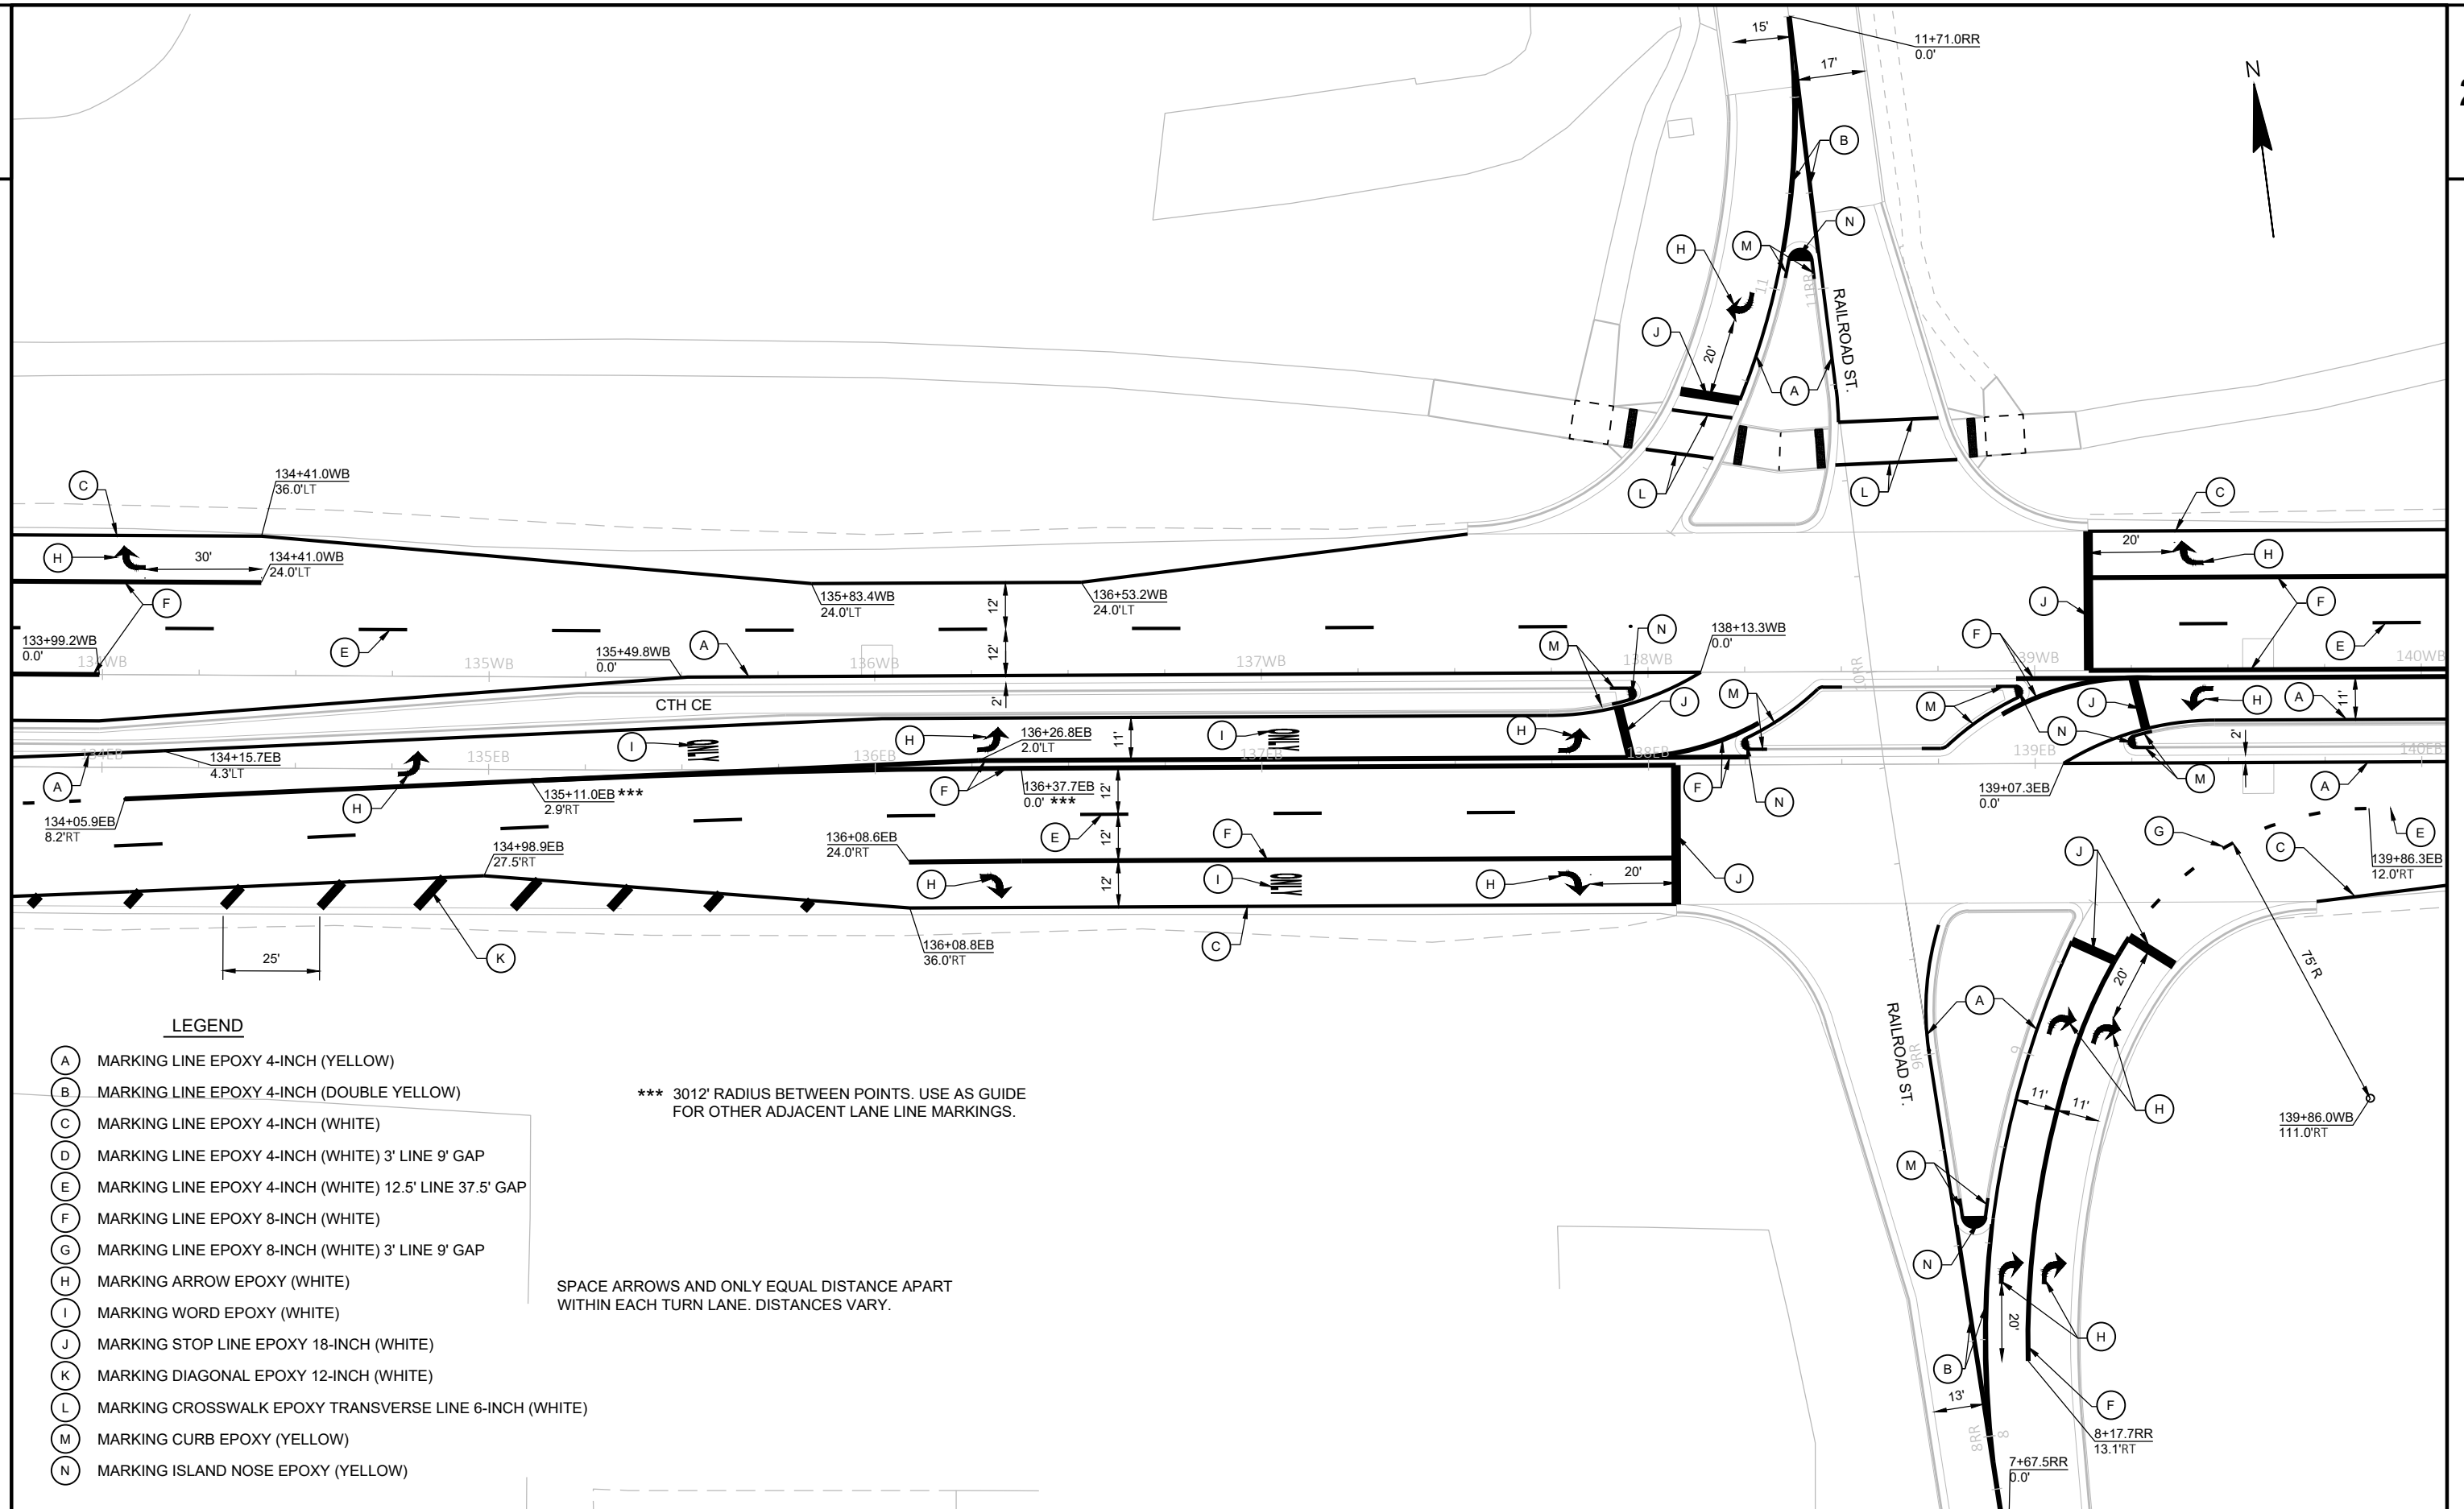 15'
11+71.0RR
0.0'
17'
N
2
B
N
H
M
11
11RR
J
20'
RAILROAD ST.
A
L
L
C
134+41.0WB
36.0'LT
H
30'
134+41.0WB
24.0'LT
F
135+83.4WB
24.0'LT
12'
136+53.2WB
24.0'LT
C
20'
H
J
F
E
133+99.2WB
0.0'
134WB
E
135WB
135+49.8WB
0.0'
A
136WB
12'
137WB
M
N
138WB
138+13.3WB
0.0'
F
139WB
140WB
CTH CE
2'
J
M
10RR
M
J
H
A
11'
N
134EB
134+15.7EB
4.3'LT
135EB
I
ONLY
H
136EB
136+26.8EB
2.0'LT
11'
I
137EB
ONLY
H
138EB
139EB
2'
140EB
M
A
H
135+11.0EB ***
2.9'RT
F
136+37.7EB
0.0' ***
12'
F
N
139+07.3EB
0.0'
A
134+05.9EB
8.2'RT
134+98.9EB
27.5'RT
136+08.6EB
24.0'RT
E
12'
F
G
J
C
E
139+86.3EB
12.0'RT
H
12'
I
ONLY
H
20'
J
25'
K
136+08.8EB
36.0'RT
C
75' R
20'
A
RAILROAD ST.
9RR
9
11'
11'
H
139+86.0WB
111.0'RT
M
N
20'
H
B
13'
F
8RR
8
8+17.7RR
13.1'RT
7+67.5RR
0.0'
LEGEND
A MARKING LINE EPOXY 4-INCH (YELLOW)
B MARKING LINE EPOXY 4-INCH (DOUBLE YELLOW)
C MARKING LINE EPOXY 4-INCH (WHITE)
D MARKING LINE EPOXY 4-INCH (WHITE) 3' LINE 9' GAP
E MARKING LINE EPOXY 4-INCH (WHITE) 12.5' LINE 37.5' GAP
F MARKING LINE EPOXY 8-INCH (WHITE)
G MARKING LINE EPOXY 8-INCH (WHITE) 3' LINE 9' GAP
H MARKING ARROW EPOXY (WHITE)
I MARKING WORD EPOXY (WHITE)
J MARKING STOP LINE EPOXY 18-INCH (WHITE)
K MARKING DIAGONAL EPOXY 12-INCH (WHITE)
L MARKING CROSSWALK EPOXY TRANSVERSE LINE 6-INCH (WHITE)
M MARKING CURB EPOXY (YELLOW)
N MARKING ISLAND NOSE EPOXY (YELLOW)
*** 3012' RADIUS BETWEEN POINTS. USE AS GUIDE
FOR OTHER ADJACENT LANE LINE MARKINGS.
SPACE ARROWS AND ONLY EQUAL DISTANCE APART
WITHIN EACH TURN LANE. DISTANCES VARY.